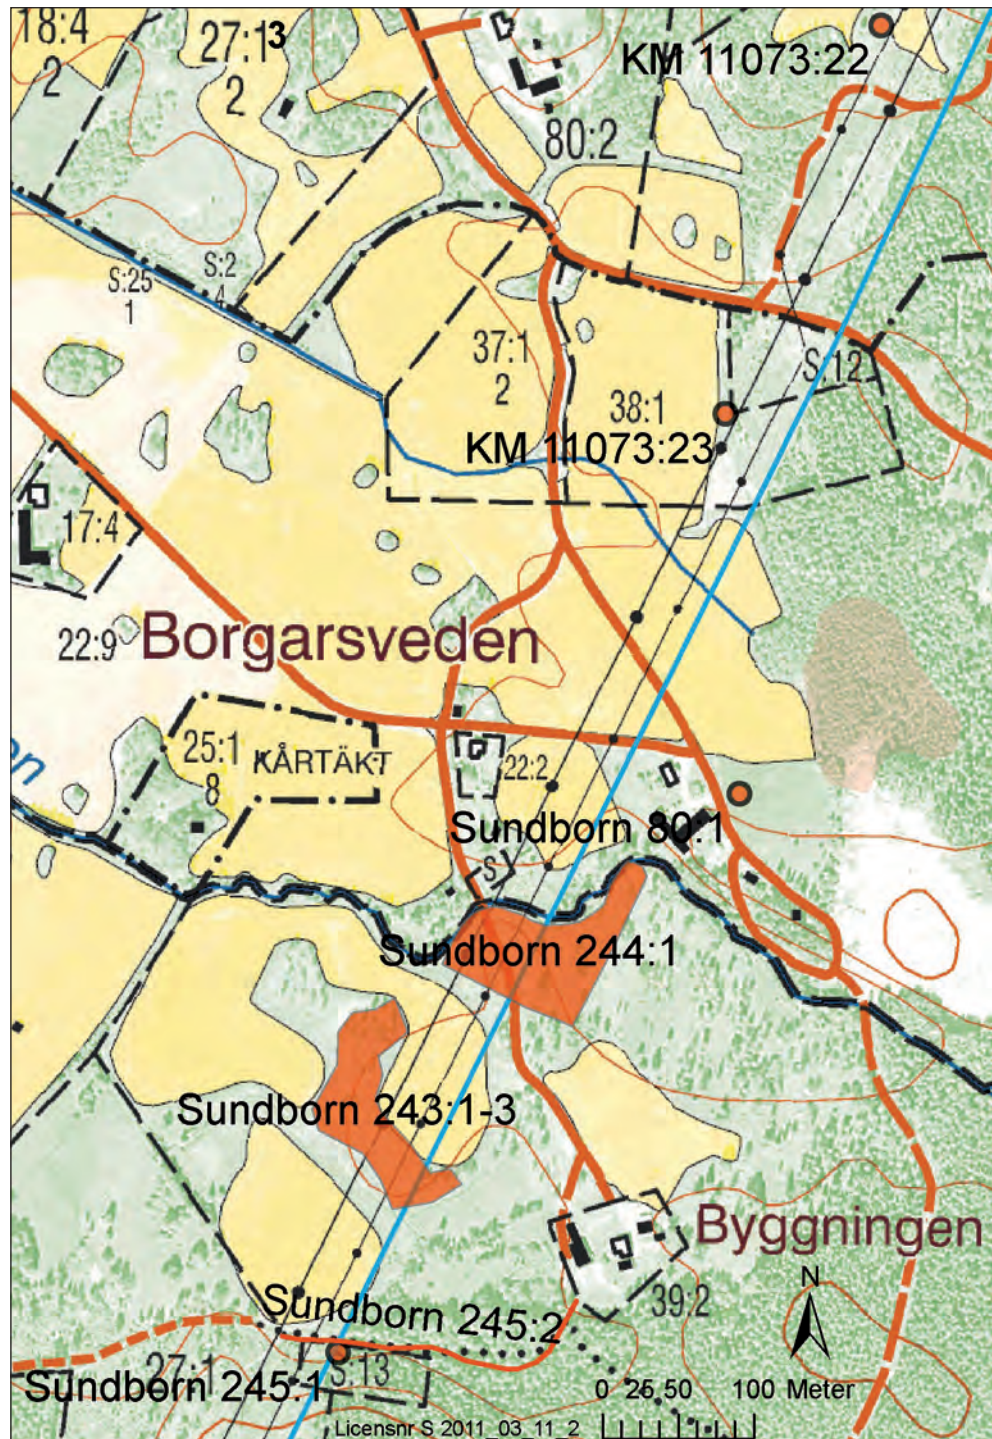 18:4
2
27:13
2
KM 11073:22
80:2
S:2
4
S:25
1
37:1
2
S:12
38:1
KM 11073:23
17:4
22:9
Borgarsveden
25:1
8
KÅRTÄKT
22:2
Sundborn 80:1
S
Sundborn 244:1
Sundborn 243:1-3
Byggningen
N
39:2
Sundborn 245:2
27:1
S:13
Sundborn 245:1
0 25 50 100 Meter
Licensnr S 2011_03_11_2